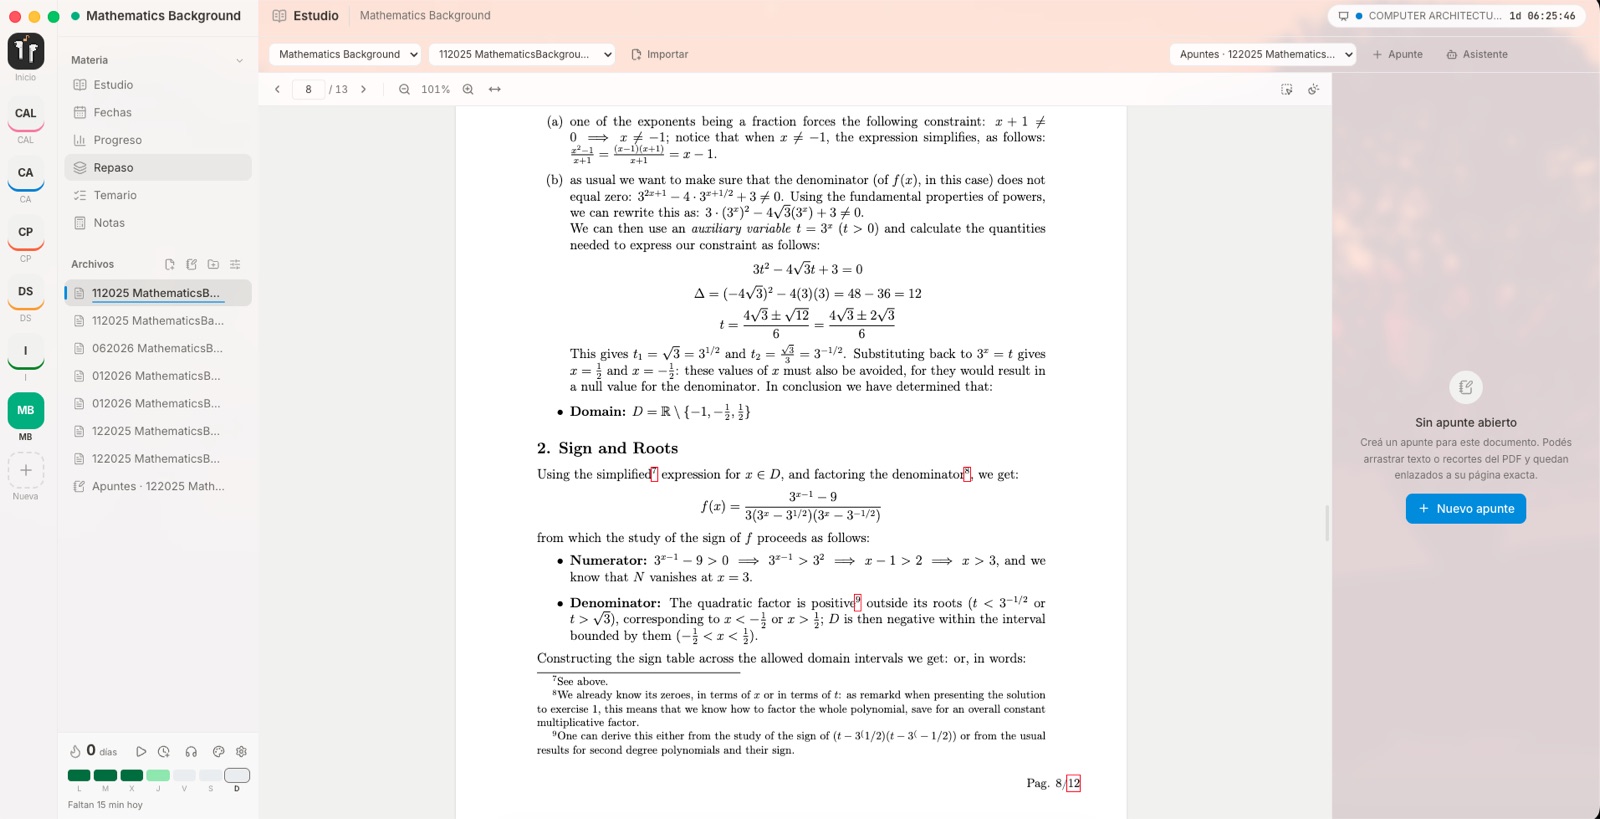 Mathematics Background
Estudio
Mathematics Background
COMPUTER ARCHITECTU... 1d 06:25:46
Inicio
CAL
CAL
CA
CA
CP
CP
DS
DS
I
I
MB
MB
Nueva
Materia
Estudio
Fechas
Progreso
Repaso
Temario
Notas
Archivos
112025 MathematicsB...
112025 MathematicsBa...
062026 MathematicsB...
012026 MathematicsB...
012026 MathematicsB...
122025 MathematicsB...
122025 MathematicsB...
Apuntes · 122025 Math...
0 días
L M X J V S D
Faltan 15 min hoy
Mathematics Background
112025 MathematicsBackgrou...
Importar
Apuntes · 122025 Mathematics...
+ Apunte
Asistente
8 / 13
101%
(a) one of the exponents being a fraction forces the following constraint: x + 1 ≠
0 ⟹ x ≠ −1; notice that when x ≠ −1, the expression simplifies, as follows:
x²−1/x+1 = (x−1)(x+1)/x+1 = x − 1.
(b) as usual we want to make sure that the denominator (of f(x), in this case) does not
equal zero: 3^{2x+1} − 4 · 3^{x+1/2} + 3 ≠ 0. Using the fundamental properties of powers,
we can rewrite this as: 3 · (3^x)² − 4√3(3^x) + 3 ≠ 0.
We can then use an auxiliary variable t = 3^x (t > 0) and calculate the quantities
needed to express our constraint as follows:
3t² − 4√3t + 3 = 0
Δ = (−4√3)² − 4(3)(3) = 48 − 36 = 12
t = 4√3 ± √12/6 = 4√3 ± 2√3/6
This gives t₁ = √3 = 3^{1/2} and t₂ = √3/3 = 3^{−1/2}. Substituting back to 3^x = t gives
x = 1/2 and x = −1/2: these values of x must also be avoided, for they would result in
a null value for the denominator. In conclusion we have determined that:
• Domain: D = ℝ \ {−1, −1/2, 1/2}
2. Sign and Roots
Using the simplified⁷ expression for x ∈ D, and factoring the denominator⁸, we get:
f(x) = 3^{x−1} − 9/3(3^x − 3^{1/2})(3^x − 3^{−1/2})
from which the study of the sign of f proceeds as follows:
• Numerator: 3^{x−1} − 9 > 0 ⟹ 3^{x−1} > 3² ⟹ x − 1 > 2 ⟹ x > 3, and we
know that N vanishes at x = 3.
• Denominator: The quadratic factor is positive⁹ outside its roots (t < 3^{−1/2} or
t > √3), corresponding to x < −1/2 or x > 1/2; D is then negative within the interval
bounded by them (−1/2 < x < 1/2).
Constructing the sign table across the allowed domain intervals we get: or, in words:
⁷See above.
⁸We already know its zeroes, in terms of x or in terms of t: as remarkd when presenting the solution
to exercise 1, this means that we know how to factor the whole polynomial, save for an overall constant
multiplicative factor.
⁹One can derive this either from the study of the sign of (t − 3⁽1/2)(t − 3⁽ − 1/2)) or from the usual
results for second degree polynomials and their sign.
Pag. 8/12
Sin apunte abierto
Creá un apunte para este documento. Podés
arrastrar texto o recortes del PDF y quedan
enlazados a su página exacta.
+ Nuevo apunte